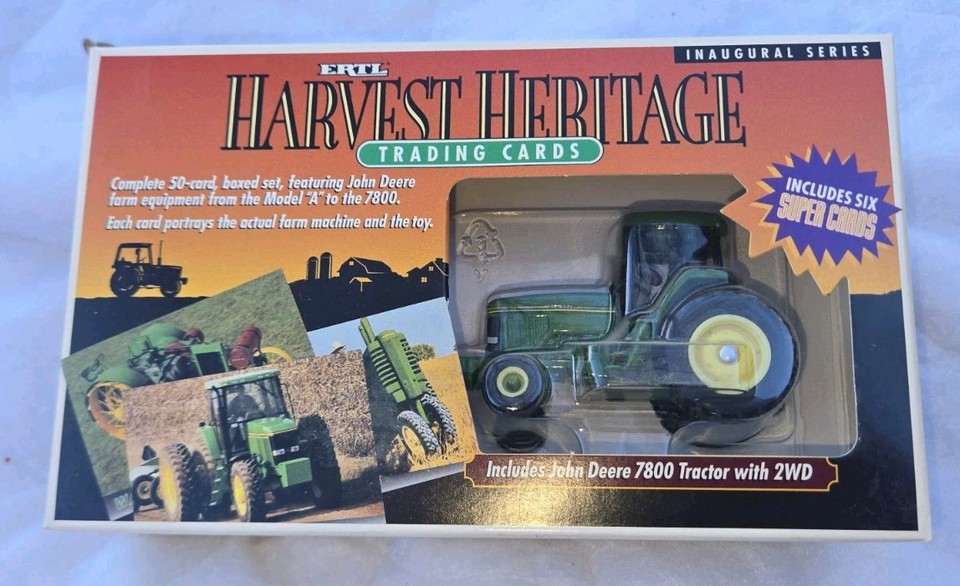 INAUGURAL SERIES
ERTL
HARVEST HERITAGE
TRADING CARDS
Complete 50-card, boxed set, featuring John Deere
farm equipment from the Model "A" to the 7800.
Each card portrays the actual farm machine and the toy.
INCLUDES SIX
SUPER CARDS
Includes John Deere 7800 Tractor with 2WD